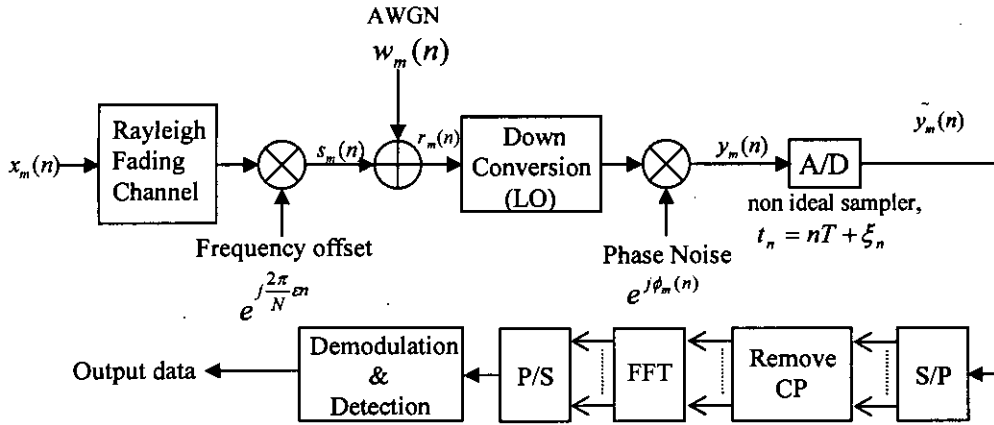 AWGN
w_m(n)
x_m(n)
Rayleigh
Fading
Channel
s_m(n)
r_m(n)
Down
Conversion
(LO)
y_m(n)
A/D
ỹ_m(n)
non ideal sampler,
t_n = nT + ξ_n
Frequency offset
e^{j\frac{2π}{N}εn}
Phase Noise
e^{jφ_m(n)}
Output data
Demodulation
&
Detection
P/S
FFT
Remove
CP
S/P